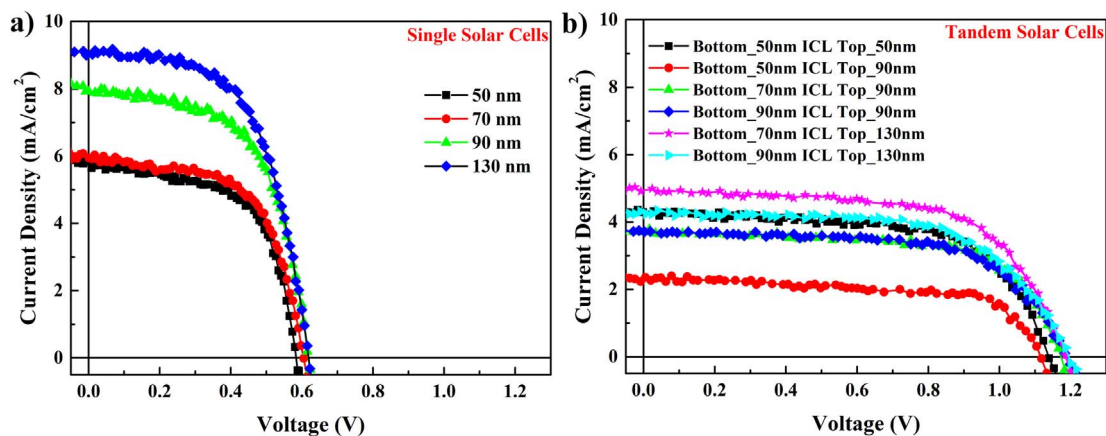 a)
Single Solar Cells
50 nm
70 nm
90 nm
130 nm
Current Density (mA/cm²)
10
8
6
4
2
0
0.0 0.2 0.4 0.6 0.8 1.0
Voltage (V)
b)
Tandem Solar Cells
Bottom_50nm ICL Top_50nm
Bottom_50nm ICL Top_90nm
Bottom_70nm ICL Top_90nm
Bottom_90nm ICL Top_90nm
Bottom_70nm ICL Top_130nm
Bottom_90nm ICL Top_130nm
Current Density (mA/cm²)
10
8
6
4
2
0
0.0 0.2 0.4 0.6 0.8 1.0 1.2
Voltage (V)